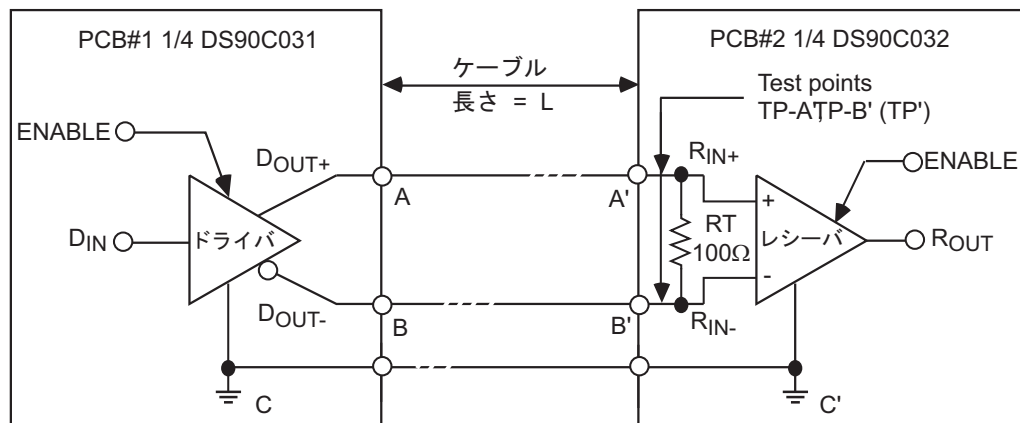 PCB#1 1/4 DS90C031
ENABLE
DOUT+
DIN
ドライバ
DOUT-
C
ケーブル
長さ = L
A
A'
B
B'
PCB#2 1/4 DS90C032
Test points
TP-A',TP-B' (TP')
RIN+
ENABLE
+
RT
100Ω
レシーバ
ROUT
-
RIN-
C'